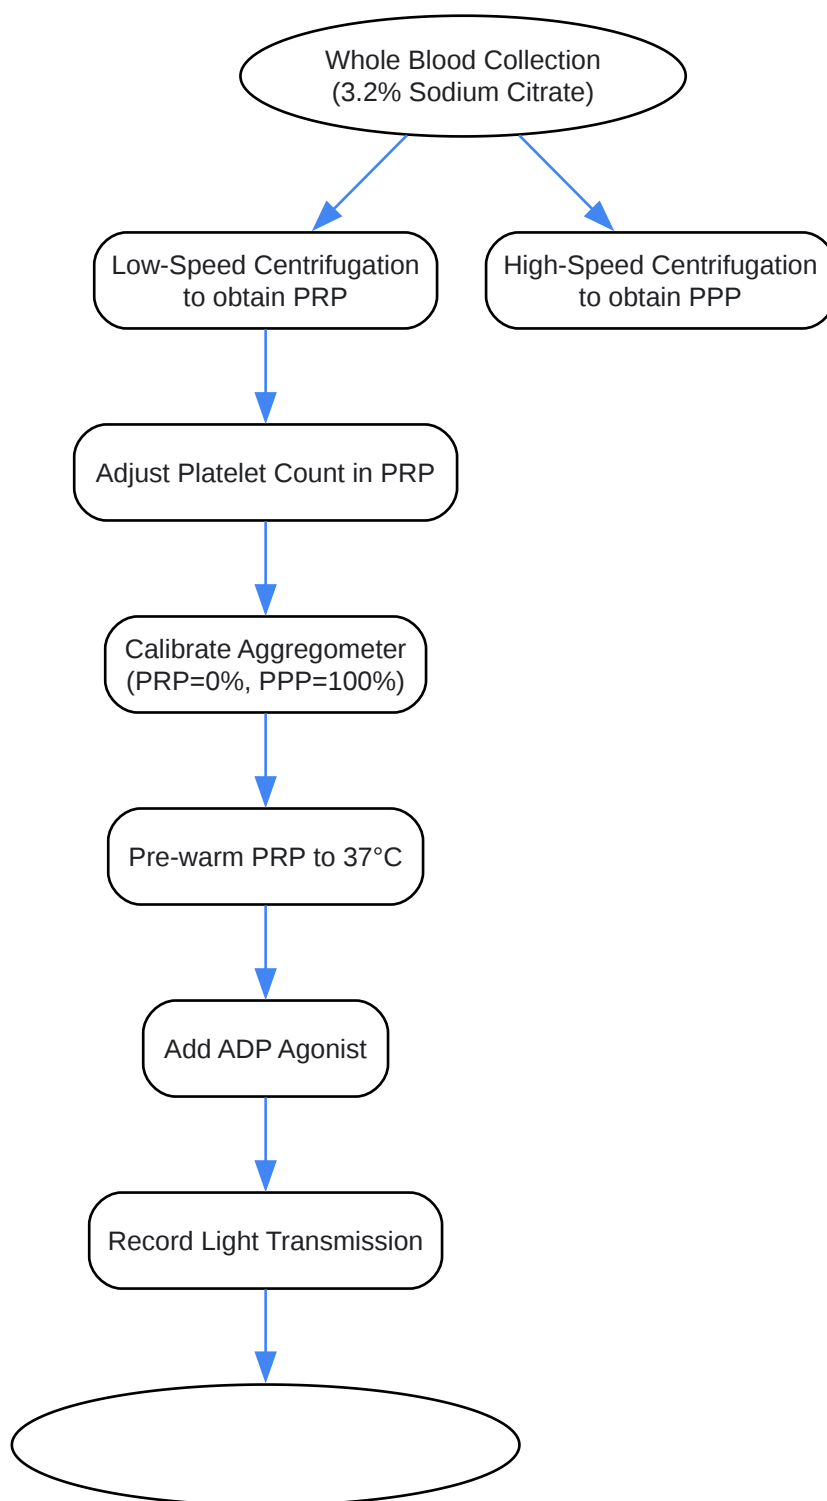 Whole Blood Collection
(3.2% Sodium Citrate)
Low-Speed Centrifugation
to obtain PRP
High-Speed Centrifugation
to obtain PPP
Adjust Platelet Count in PRP
Calibrate Aggregometer
(PRP=0%, PPP=100%)
Pre-warm PRP to 37°C
Add ADP Agonist
Record Light Transmission